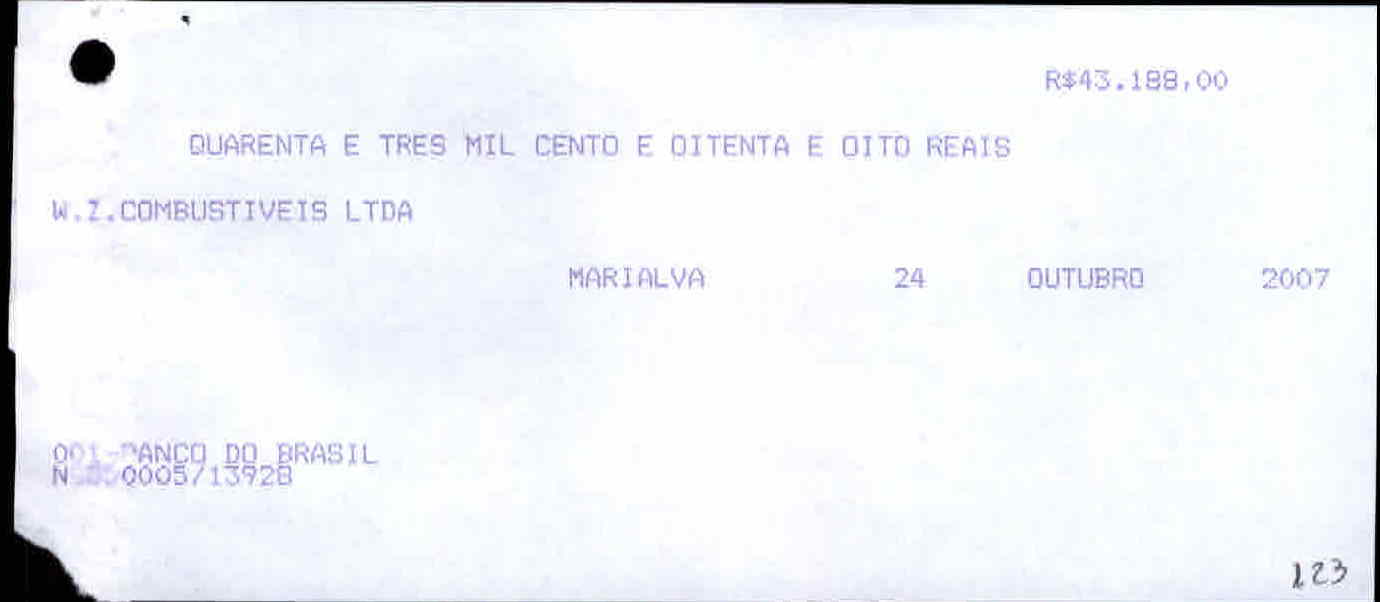 R$43.188,00
QUARENTA E TRES MIL CENTO E OITENTA E OITO REAIS
W.Z.COMBUSTIVEIS LTDA
MARIALVA 24 OUTUBRO 2007
001-BANCO DO BRASIL
123